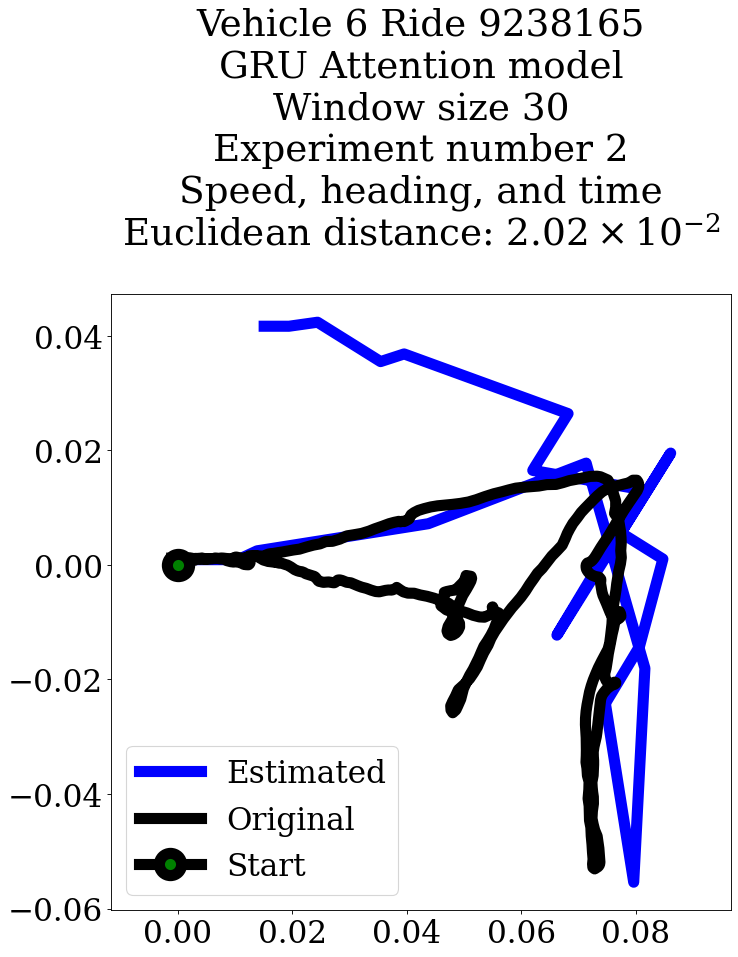 Vehicle 6 Ride 9238165
GRU Attention model
Window size 30
Experiment number 2
Speed, heading, and time
Euclidean distance: 2.02 × 10⁻²
0.04
0.02
0.00
−0.02
−0.04
−0.06
Estimated
Original
Start
0.00 0.02 0.04 0.06 0.08